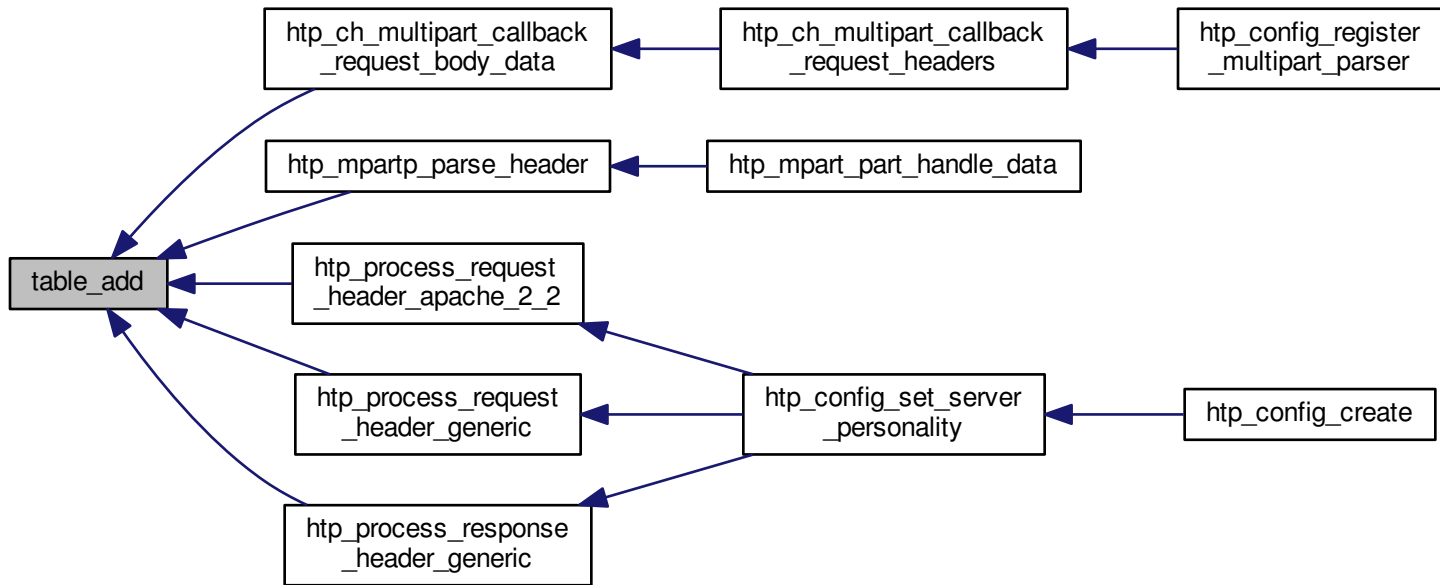 htp_ch_multipart_callback
_request_body_data
htp_ch_multipart_callback
_request_headers
htp_config_register
_multipart_parser
htp_mpartp_parse_header
htp_mpart_part_handle_data
table_add
htp_process_request
_header_apache_2_2
htp_process_request
_header_generic
htp_config_set_server
_personality
htp_config_create
htp_process_response
_header_generic